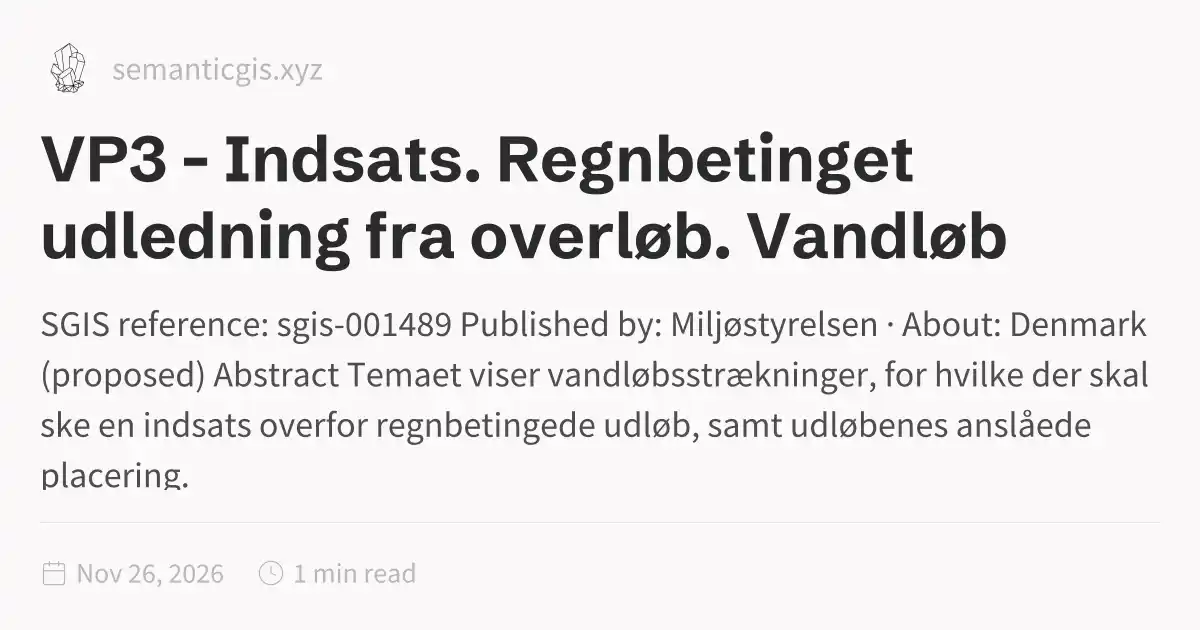 semanticgis.xyz
VP3 - Indsats. Regnbetinget
udledning fra overløb. Vandløb
SGIS reference: sgis-001489 Published by: Miljøstyrelsen · About: Denmark
(proposed) Abstract Temaet viser vandløbsstrækninger, for hvilke der skal
ske en indsats overfor regnbetingede udløb, samt udløbenes anslåede
placering.
Nov 26, 2026
1 min read